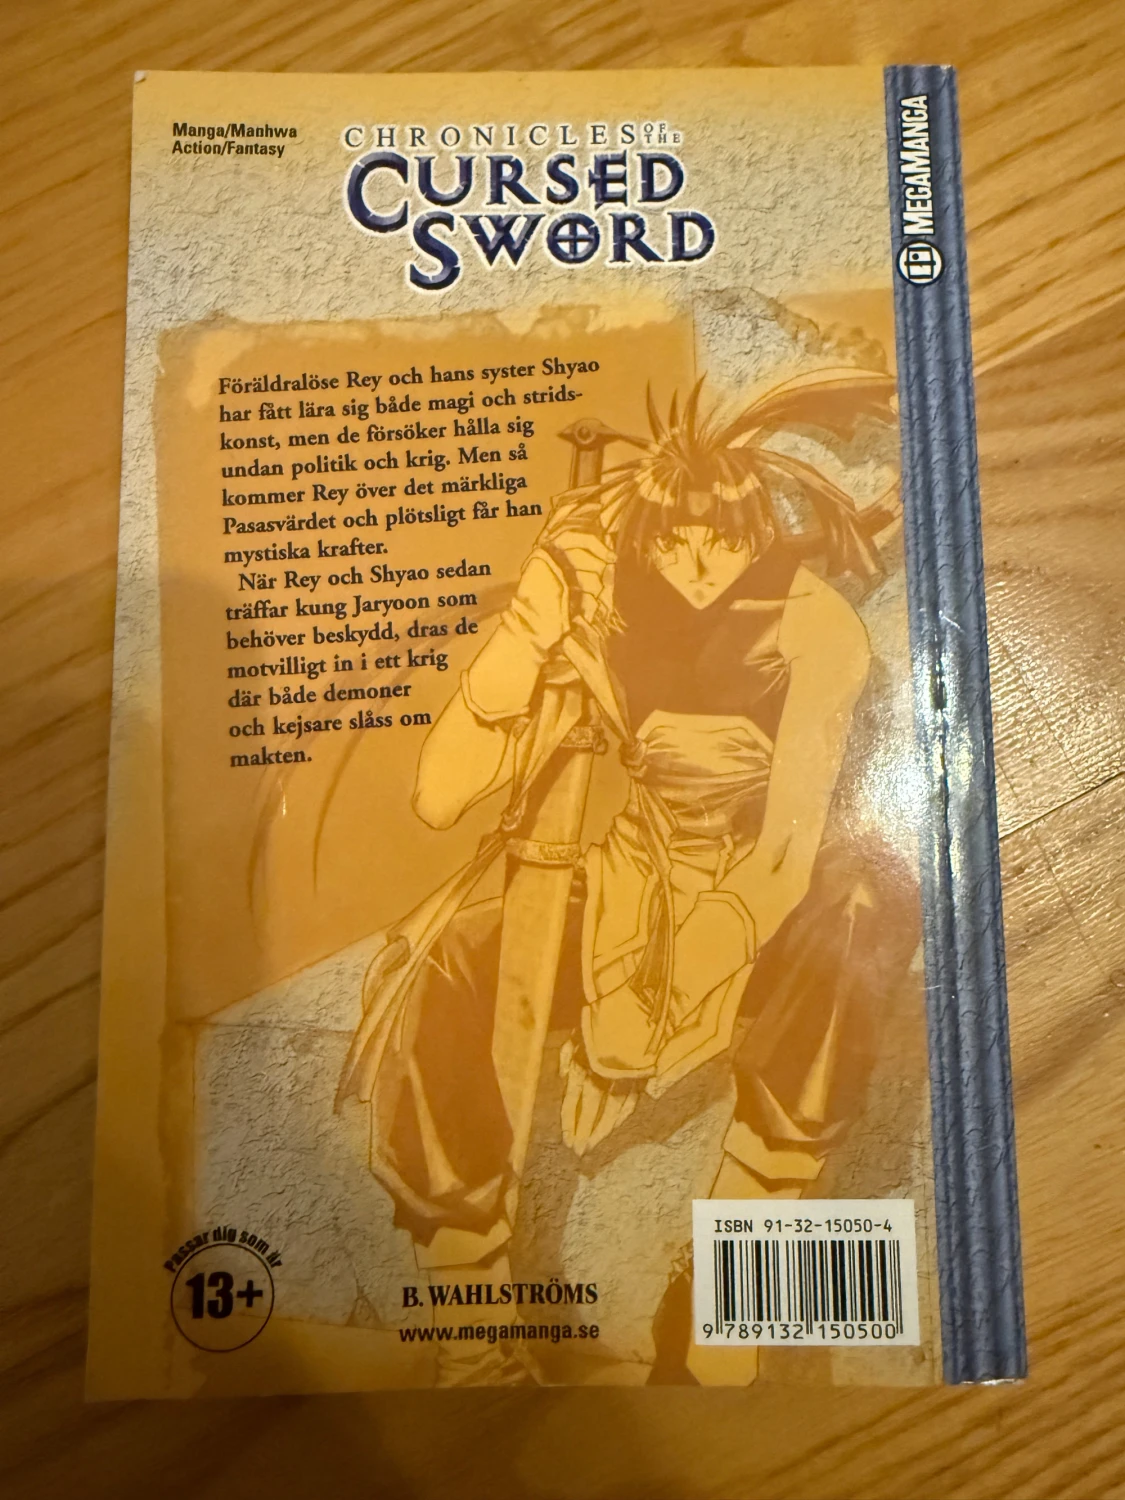 Manga/Manhwa
Action/Fantasy
CHRONICLES OF THE
CURSED
SWORD
MEGAMANGA
Föräldralöse Rey och hans syster Shyao
har fått lära sig både magi och strids-
konst, men de försöker hålla sig
undan politik och krig. Men så
kommer Rey över det märkliga
Pasasvärdet och plötsligt får han
mystiska krafter.
När Rey och Shyao sedan
träffar kung Jaryoon som
behöver beskydd, dras de
motvilligt in i ett krig
där både demoner
och kejsare slåss om
makten.
Passar dig som är
13+
B. WAHLSTRÖMS
www.megamanga.se
ISBN 91-32-15050-4
9 789132 150500